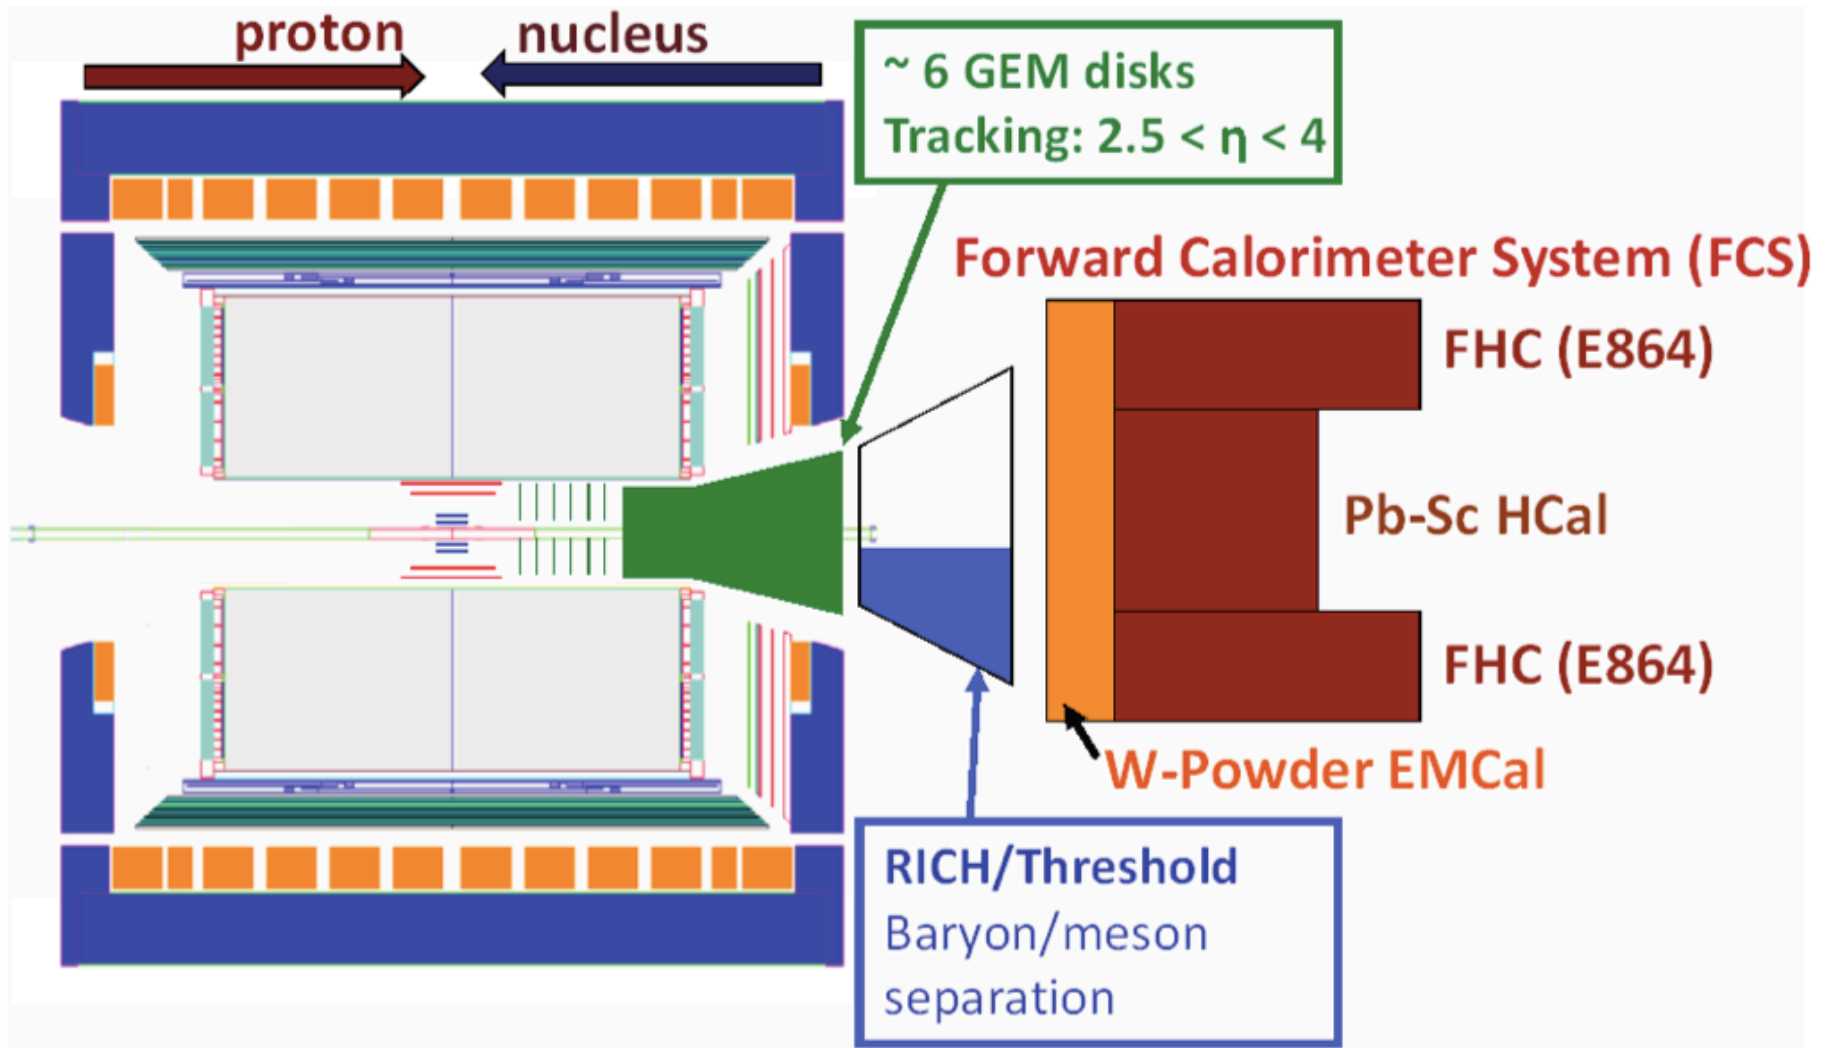 proton
nucleus
~ 6 GEM disks
Tracking: 2.5 < η < 4
Forward Calorimeter System (FCS)
FHC (E864)
Pb-Sc HCal
FHC (E864)
W-Powder EMCal
RICH/Threshold
Baryon/meson
separation